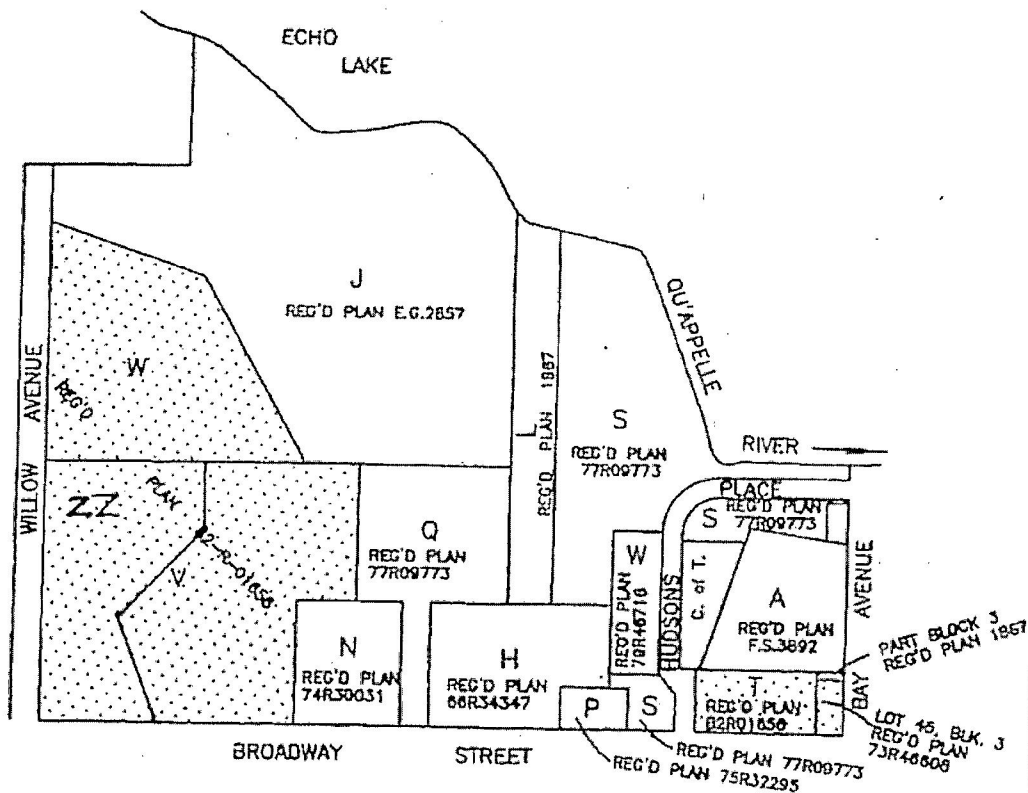 ECHO
LAKE
J
REG'D PLAN E.G.2857
W
REG'D
WILLOW AVENUE
L
REG'D PLAN 1867
S
REG'D PLAN
77R09773
QU'APPELLE
RIVER
PLACE
S
REG'D PLAN
77R09773
ZZ
PLAN
V
Q
REG'D PLAN
77R09773
W
REG'D PLAN
79R46716
HUDSONS
C. of T.
A
REG'D PLAN
F.S.3892
BAY AVENUE
PART BLOCK 3
REG'D PLAN 1867
N
REG'D PLAN
74R30031
H
REG'D PLAN
66R34347
P
S
T
REG'D PLAN
82R01656
LOT 45, BLK. 3
REG'D PLAN
73R46606
BROADWAY STREET
REG'D PLAN 77R09773
REG'D PLAN 75R32295